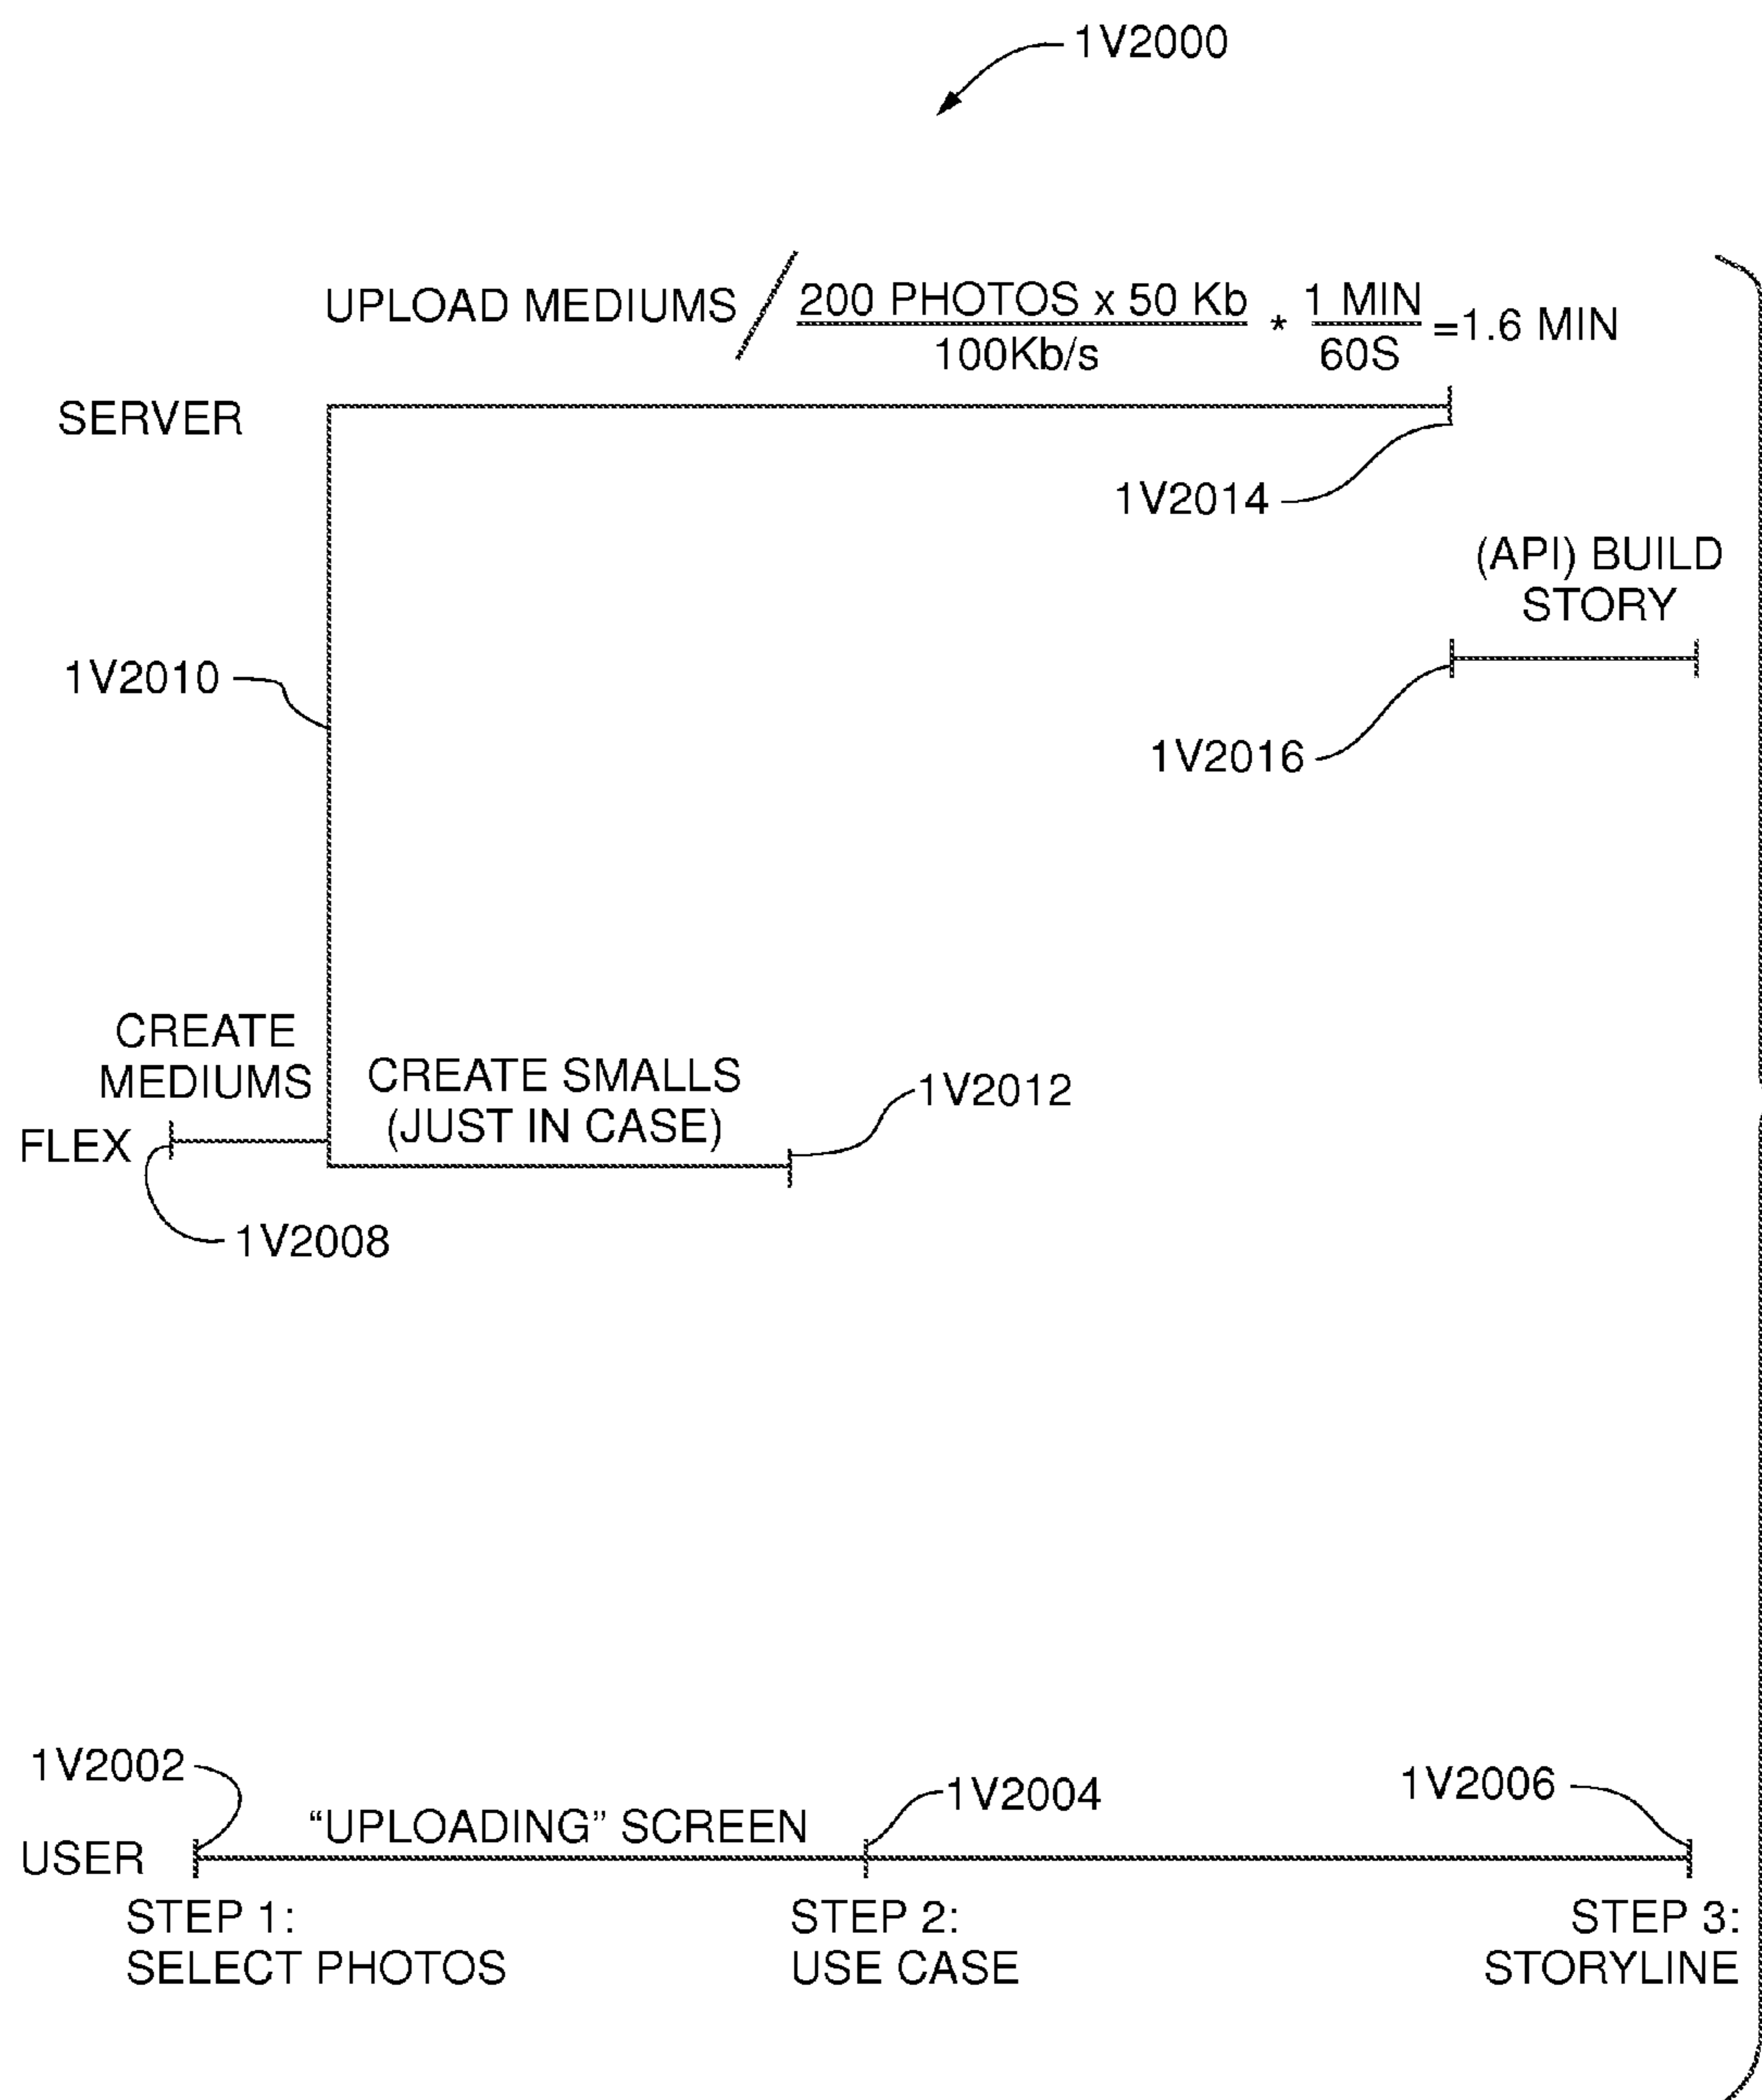 1V2000
UPLOAD MEDIUMS / 200 PHOTOS x 50 Kb / 100Kb/s * 1 MIN / 60S =1.6 MIN
SERVER
1V2014
(API) BUILD
STORY
1V2010
1V2016
CREATE
MEDIUMS
CREATE SMALLS
(JUST IN CASE)
1V2012
FLEX
1V2008
1V2002
1V2004
1V2006
"UPLOADING" SCREEN
USER
STEP 1:
SELECT PHOTOS
STEP 2:
USE CASE
STEP 3:
STORYLINE